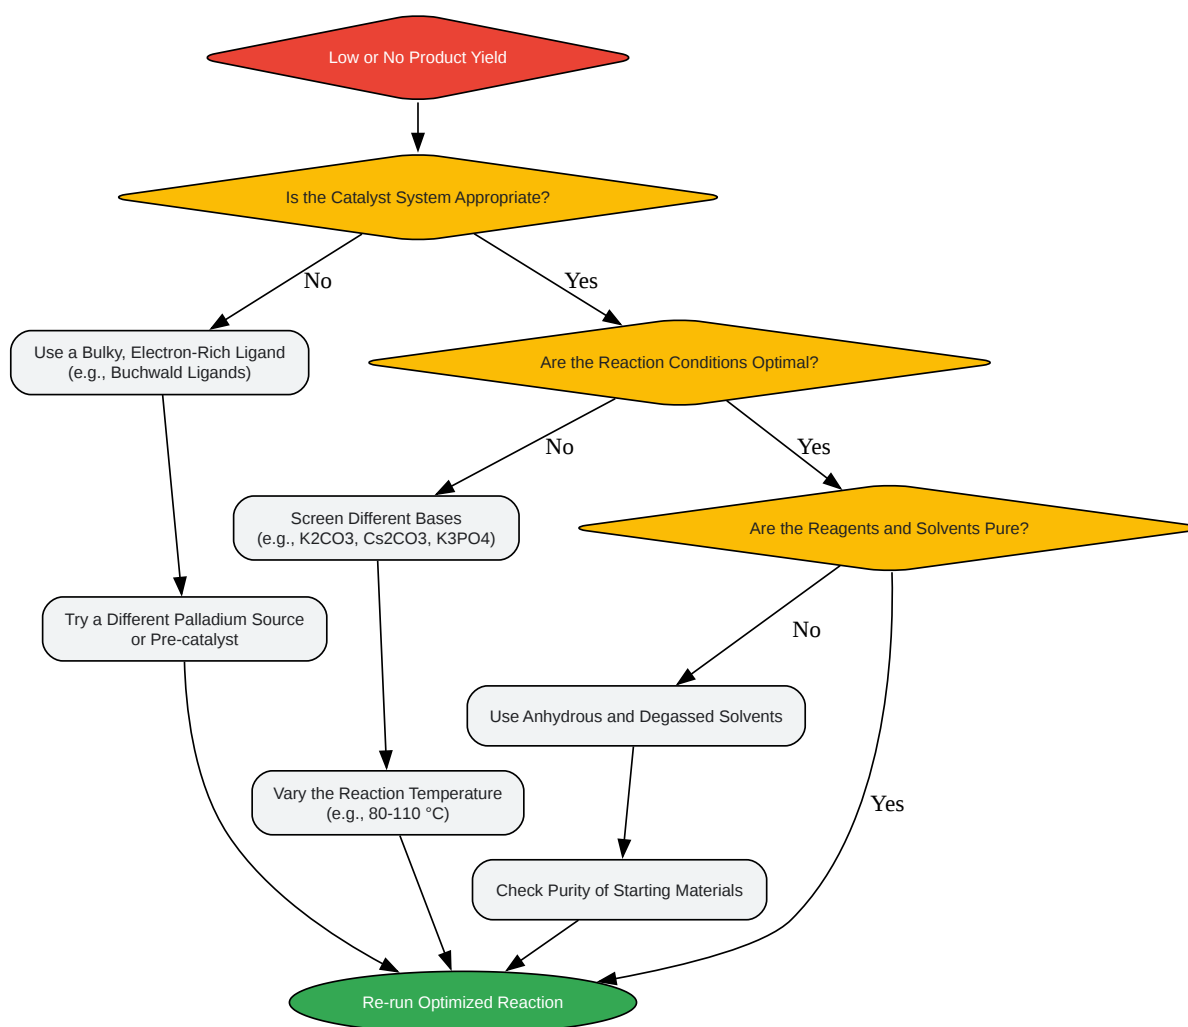 Low or No Product Yield
Is the Catalyst System Appropriate?
No
Yes
Use a Bulky, Electron-Rich Ligand
(e.g., Buchwald Ligands)
Are the Reaction Conditions Optimal?
No
Yes
Screen Different Bases
(e.g., K2CO3, Cs2CO3, K3PO4)
Are the Reagents and Solvents Pure?
Try a Different Palladium Source
or Pre-catalyst
No
Use Anhydrous and Degassed Solvents
Vary the Reaction Temperature
(e.g., 80-110 °C)
Yes
Check Purity of Starting Materials
Re-run Optimized Reaction